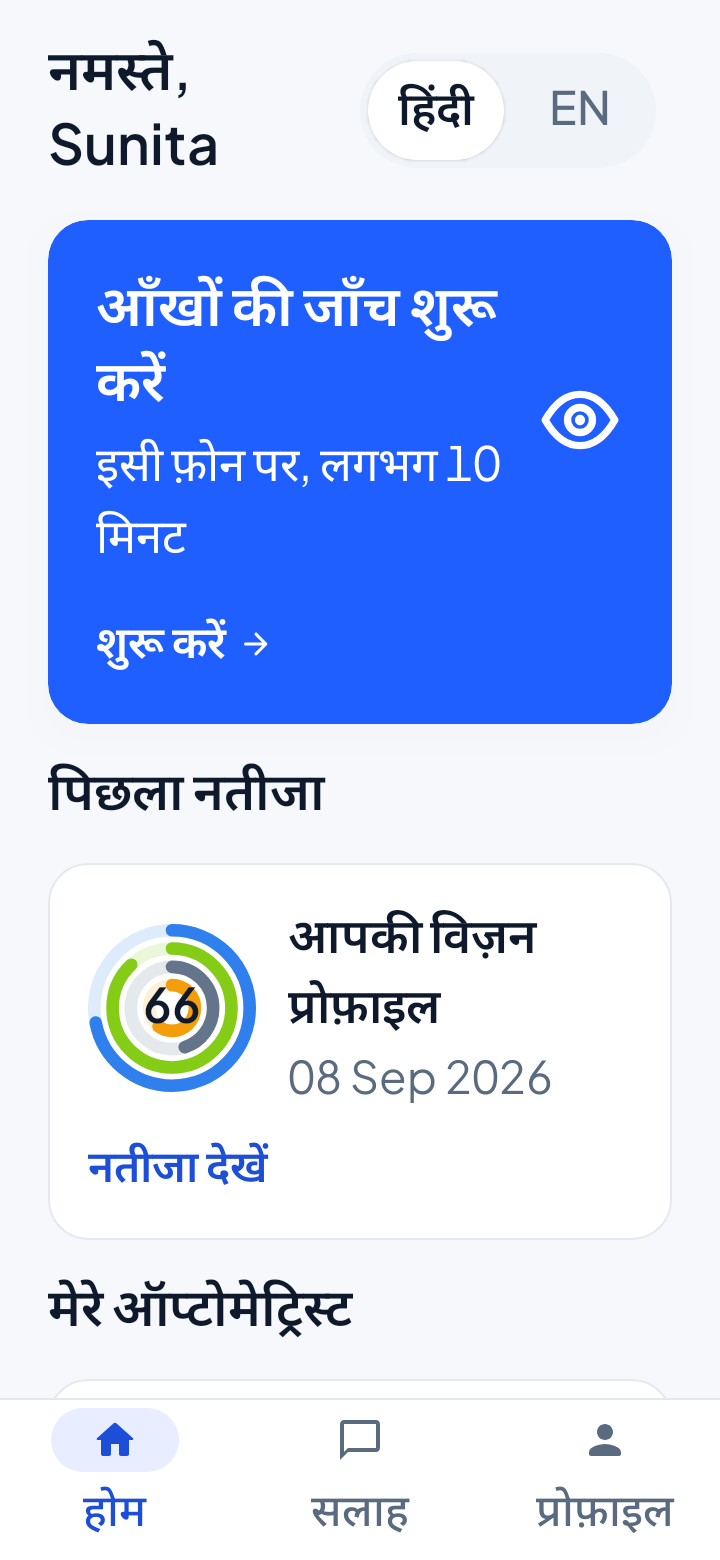 नमस्ते,
Sunita
हिंदी
EN
आँखों की जाँच शुरू
करें
इसी फ़ोन पर, लगभग 10
मिनट
शुरू करें →
पिछला नतीजा
66
आपकी विज़न
प्रोफ़ाइल
08 Sep 2026
नतीजा देखें
मेरे ऑप्टोमेट्रिस्ट
होम
सलाह
प्रोफ़ाइल